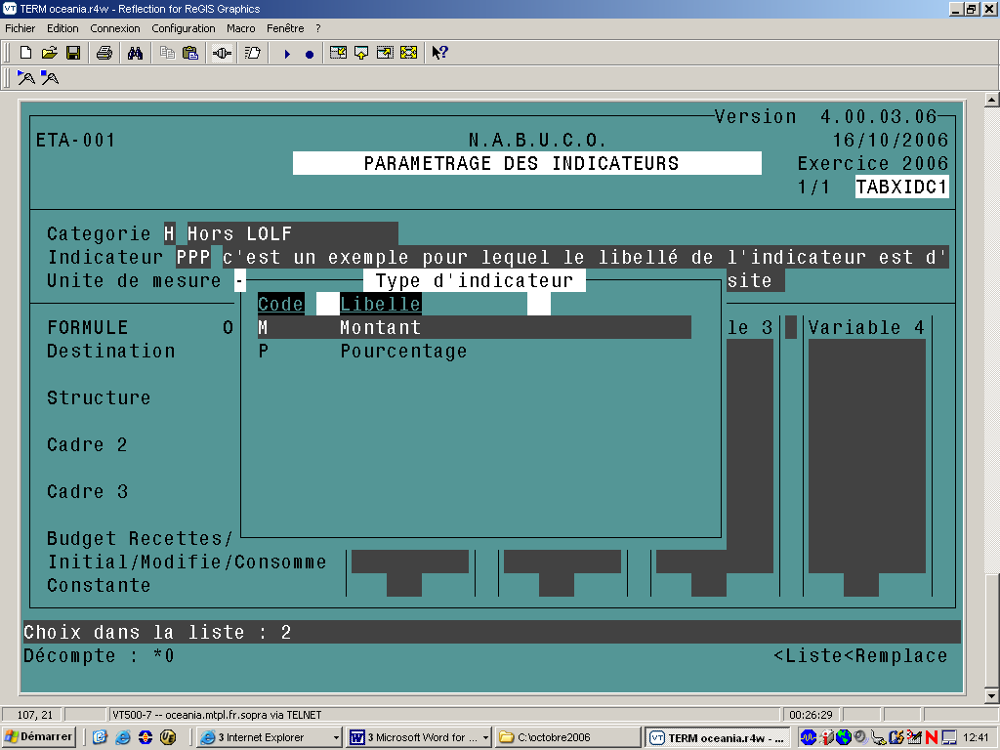 TERM oceania.r4w - Reflection for ReGIS Graphics
Fichier Edition Connexion Configuration Macro Fenêtre ?
Version 4.00.03.06
ETA-001 N.A.B.U.C.O. 16/10/2006
PARAMETRAGE DES INDICATEURS Exercice 2006
1/1 TABXIDC1
Categorie H Hors LOLF
Indicateur PPP c'est un exemple pour lequel le libellé de l'indicateur est d'
Unite de mesure - Type d'indicateur site
Code Libelle
FORMULE O M Montant le 3 Variable 4
Destination P Pourcentage
Structure
Cadre 2
Cadre 3
Budget Recettes/
Initial/Modifie/Consomme
Constante
Choix dans la liste : 2
Décompte : *0 <Liste<Remplace
107, 21 VT500-7 -- oceania.mtpl.fr.sopra via TELNET 00:26:29
Démarrer 3 Internet Explorer 3 Microsoft Word for ... C:\octobre2006 TERM oceania.r4w - ... 12:41